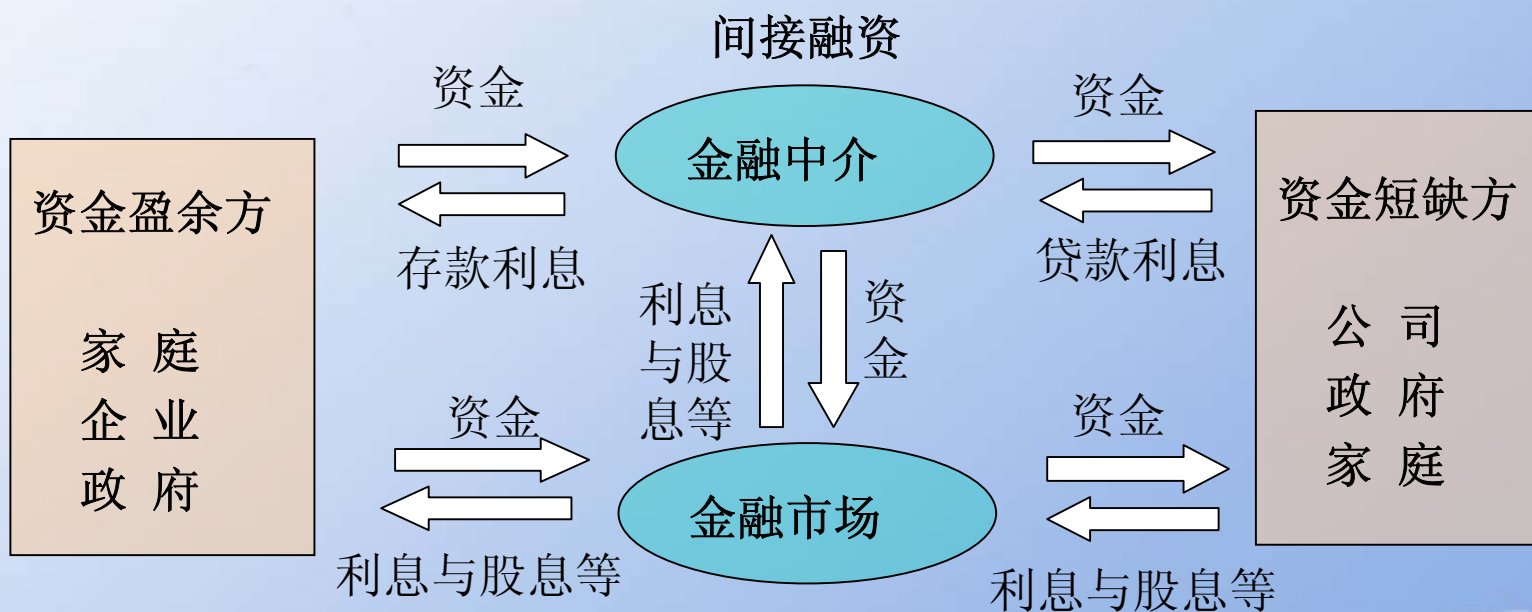 间接融资
资金
资金
金融中介
资金盈余方
资金短缺方
存款利息
贷款利息
利息
与股
息等
资
金
家 庭
企 业
政 府
公 司
政 府
家 庭
资金
资金
金融市场
利息与股息等
利息与股息等